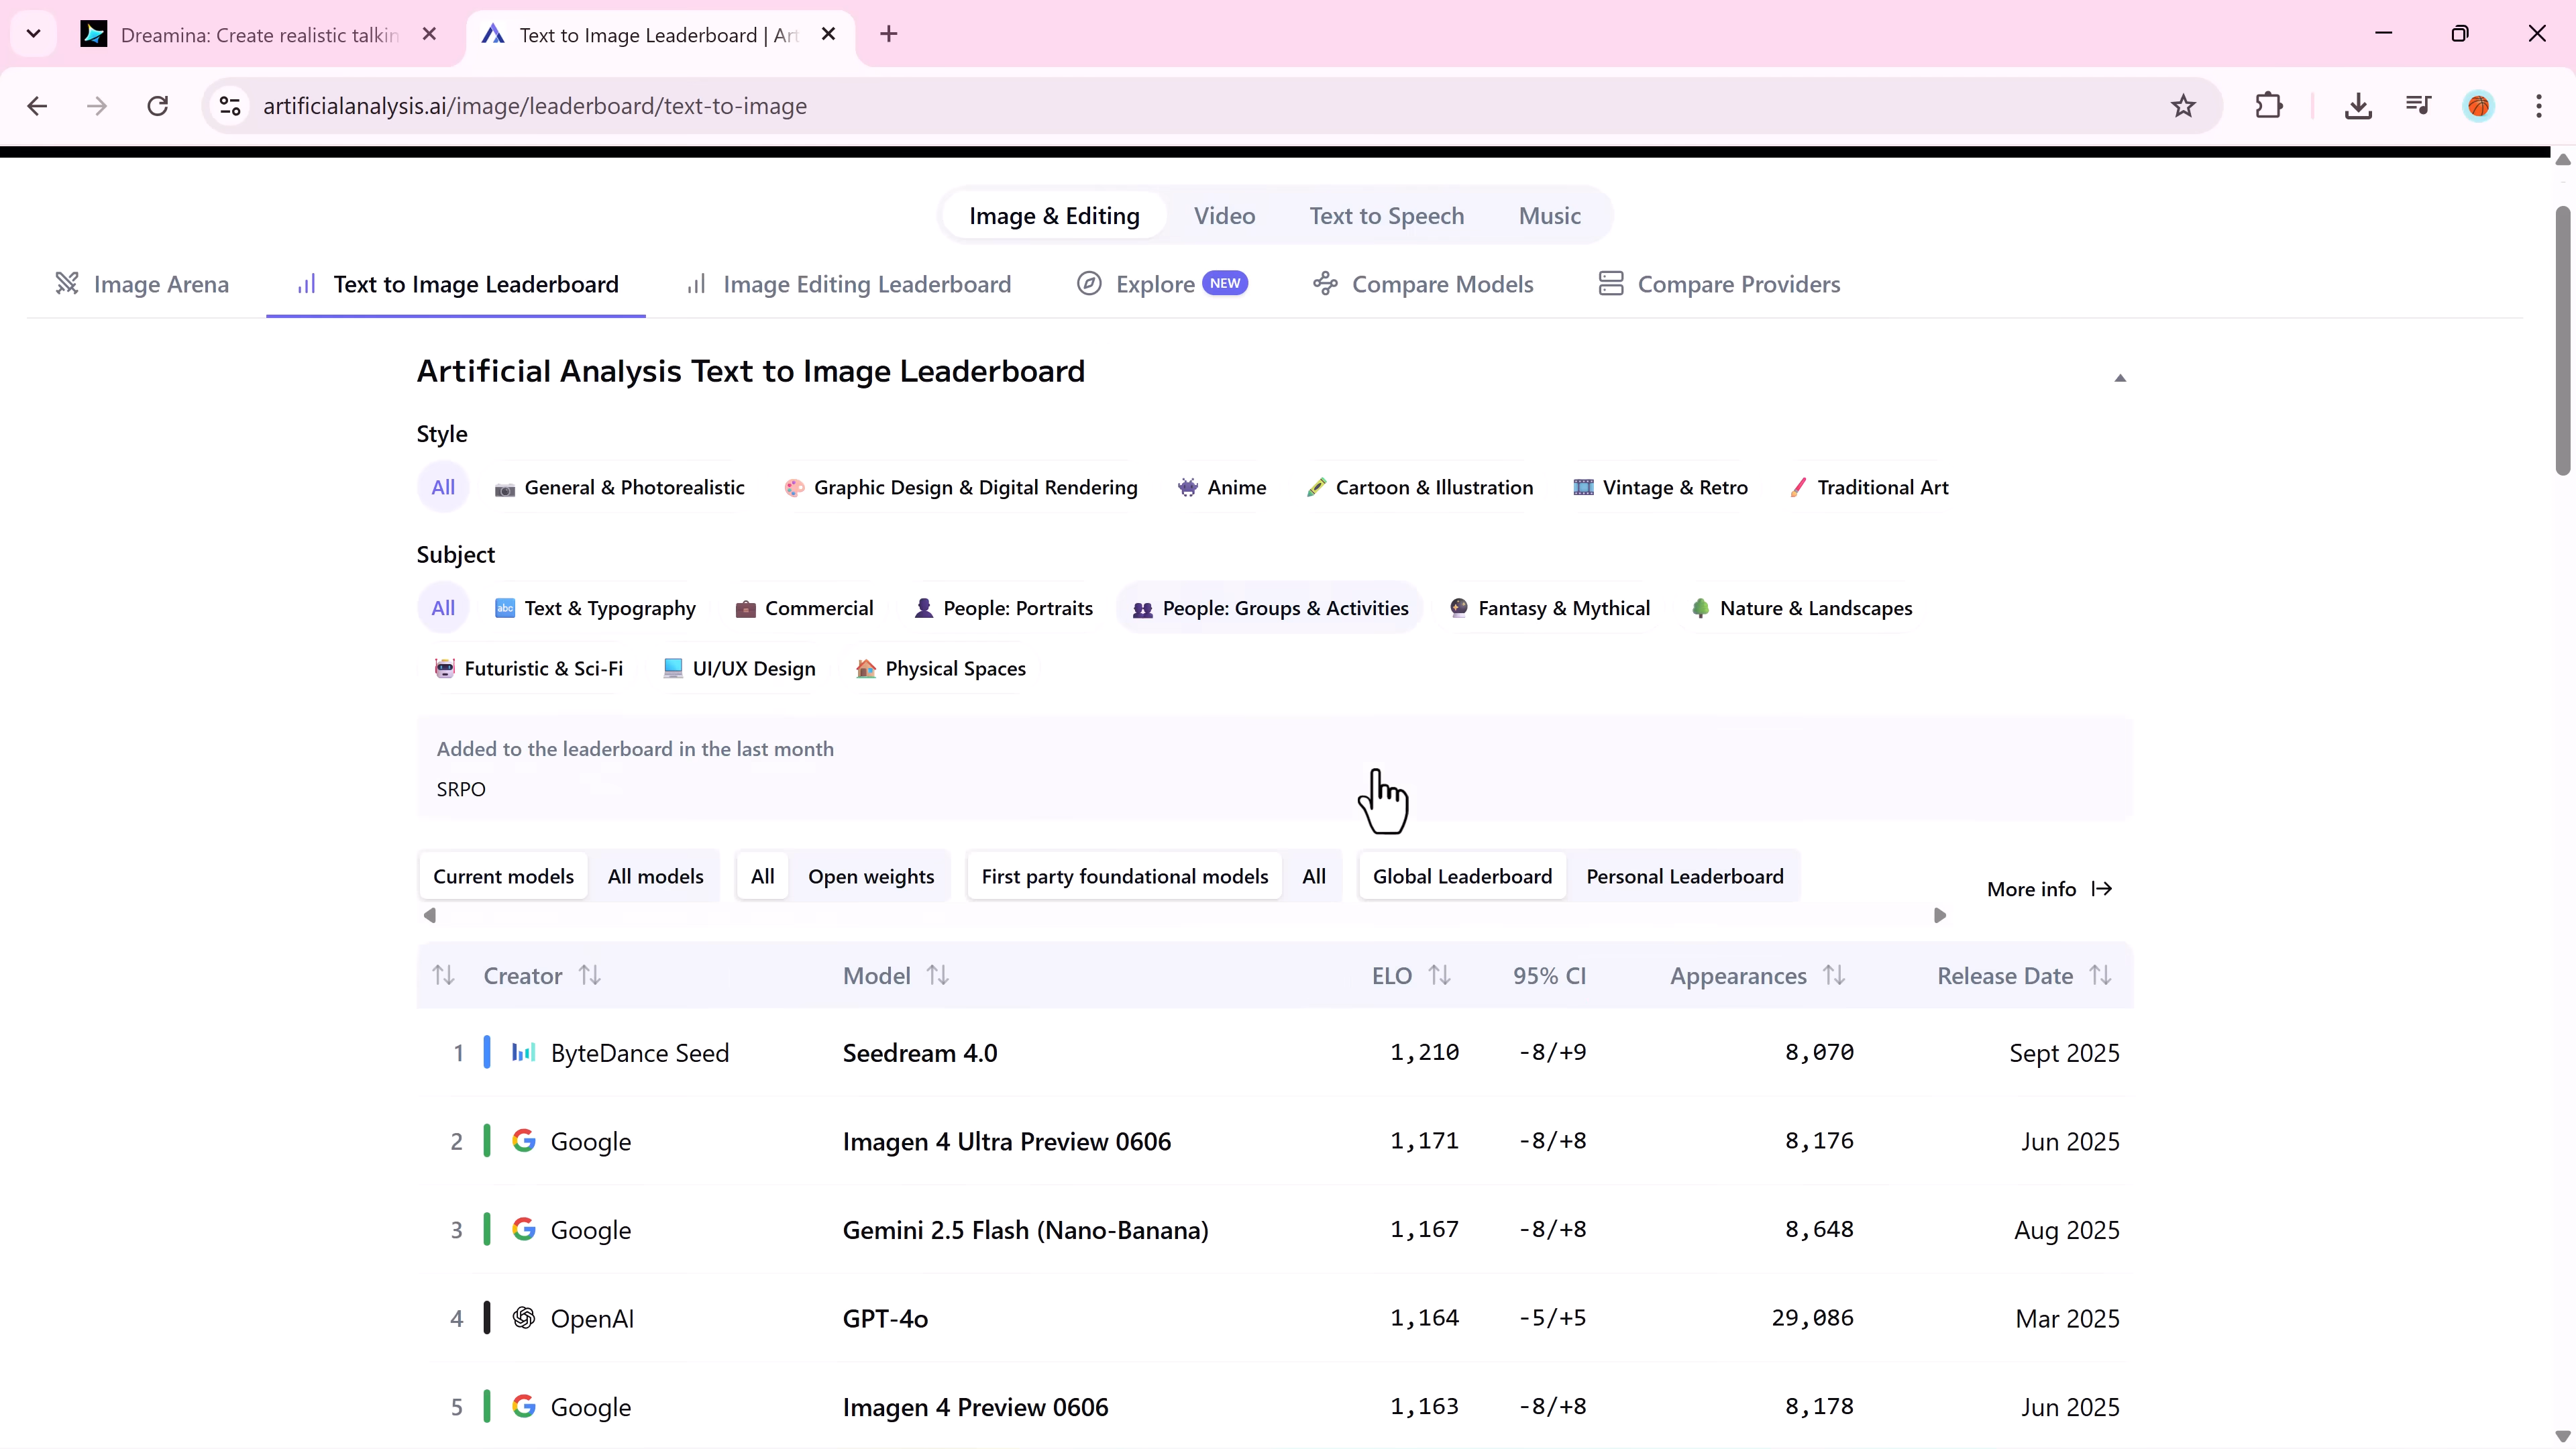 Dreamina: Create realistic talkin
Text to Image Leaderboard | Art
artificialanalysis.ai/image/leaderboard/text-to-image
Image & Editing Video Text to Speech Music
Image Arena Text to Image Leaderboard Image Editing Leaderboard Explore NEW Compare Models Compare Providers
Artificial Analysis Text to Image Leaderboard
Style
All General & Photorealistic Graphic Design & Digital Rendering Anime Cartoon & Illustration Vintage & Retro Traditional Art
Subject
All abc Text & Typography Commercial People: Portraits People: Groups & Activities Fantasy & Mythical Nature & Landscapes
Futuristic & Sci-Fi UI/UX Design Physical Spaces
Added to the leaderboard in the last month
SRPO
Current models All models All Open weights First party foundational models All Global Leaderboard Personal Leaderboard More info
Creator Model ELO 95% CI Appearances Release Date
1 ByteDance Seed Seedream 4.0 1,210 -8/+9 8,070 Sept 2025
2 Google Imagen 4 Ultra Preview 0606 1,171 -8/+8 8,176 Jun 2025
3 Google Gemini 2.5 Flash (Nano-Banana) 1,167 -8/+8 8,648 Aug 2025
4 OpenAI GPT-4o 1,164 -5/+5 29,086 Mar 2025
5 Google Imagen 4 Preview 0606 1,163 -8/+8 8,178 Jun 2025